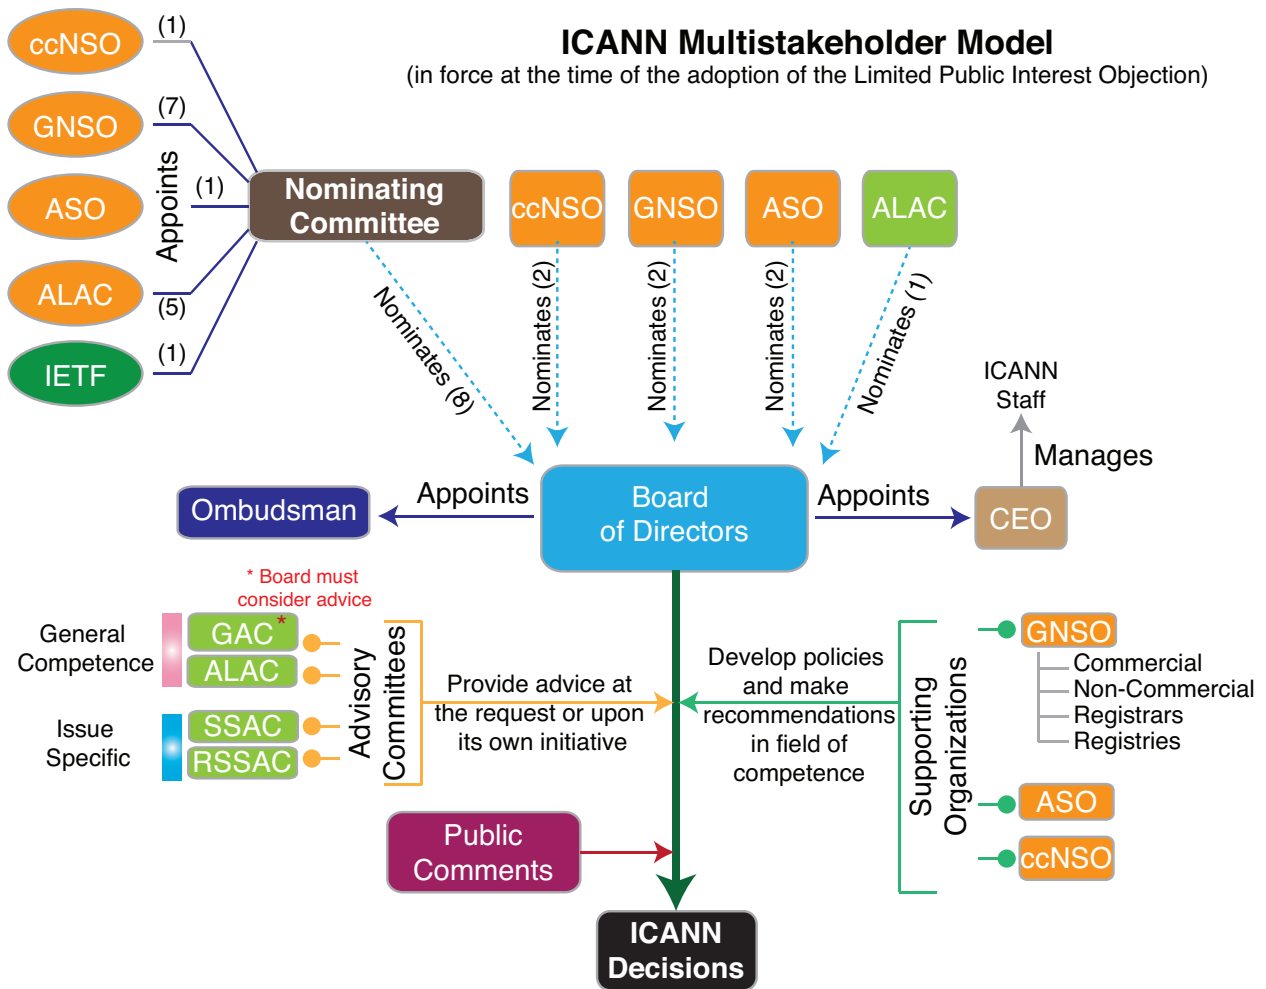 ICANN Multistakeholder Model
(in force at the time of the adoption of the Limited Public Interest Objection)
ccNSO
(1)
GNSO
(7)
ASO
Appoints
(1)
ALAC
(5)
IETF
(1)
Nominating
Committee
ccNSO
GNSO
ASO
ALAC
Nominates (8)
Nominates (2)
Nominates (2)
Nominates (2)
Nominates (1)
ICANN
Staff
Manages
Ombudsman
Appoints
Board
of Directors
Appoints
CEO
* Board must
consider advice
General
Competence
GAC *
ALAC
Issue
Specific
SSAC
RSSAC
Advisory
Committees
Provide advice at
the request or upon
its own initiative
Develop policies
and make
recommendations
in field of
competence
Supporting
Organizations
GNSO
Commercial
Non-Commercial
Registrars
Registries
ASO
ccNSO
Public
Comments
ICANN
Decisions